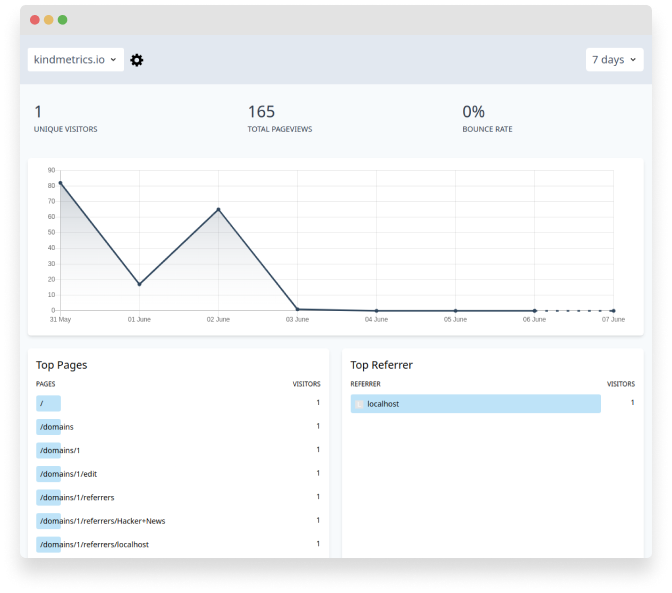 kindmetrics.io 7 days
1 165 0%
UNIQUE VISITORS TOTAL PAGEVIEWS BOUNCE RATE
90
80
70
60
50
40
30
20
10
0
31 May 01 June 02 June 03 June 04 June 05 June 06 June 07 June
Top Pages
PAGES VISITORS
/ 1
/domains 1
/domains/1 1
/domains/1/edit 1
/domains/1/referrers 1
/domains/1/referrers/Hacker+News 1
/domains/1/referrers/localhost 1
Top Referrer
REFERRER VISITORS
localhost 1